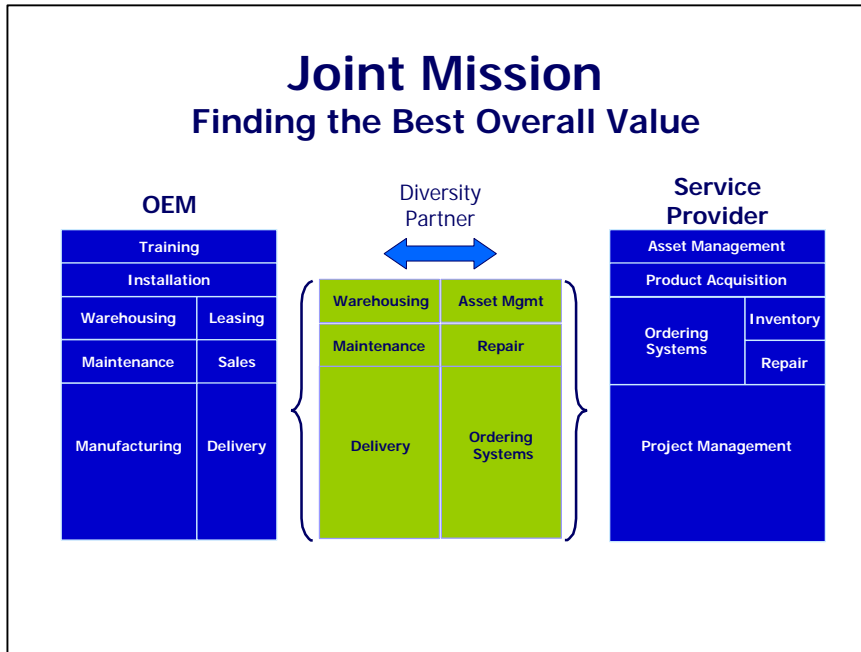 Joint Mission
Finding the Best Overall Value
OEM
Training
Installation
Warehousing
Leasing
Maintenance
Sales
Manufacturing
Delivery
Diversity
Partner
Warehousing
Asset Mgmt
Maintenance
Repair
Delivery
Ordering
Systems
Service
Provider
Asset Management
Product Acquisition
Ordering
Systems
Inventory
Repair
Project Management